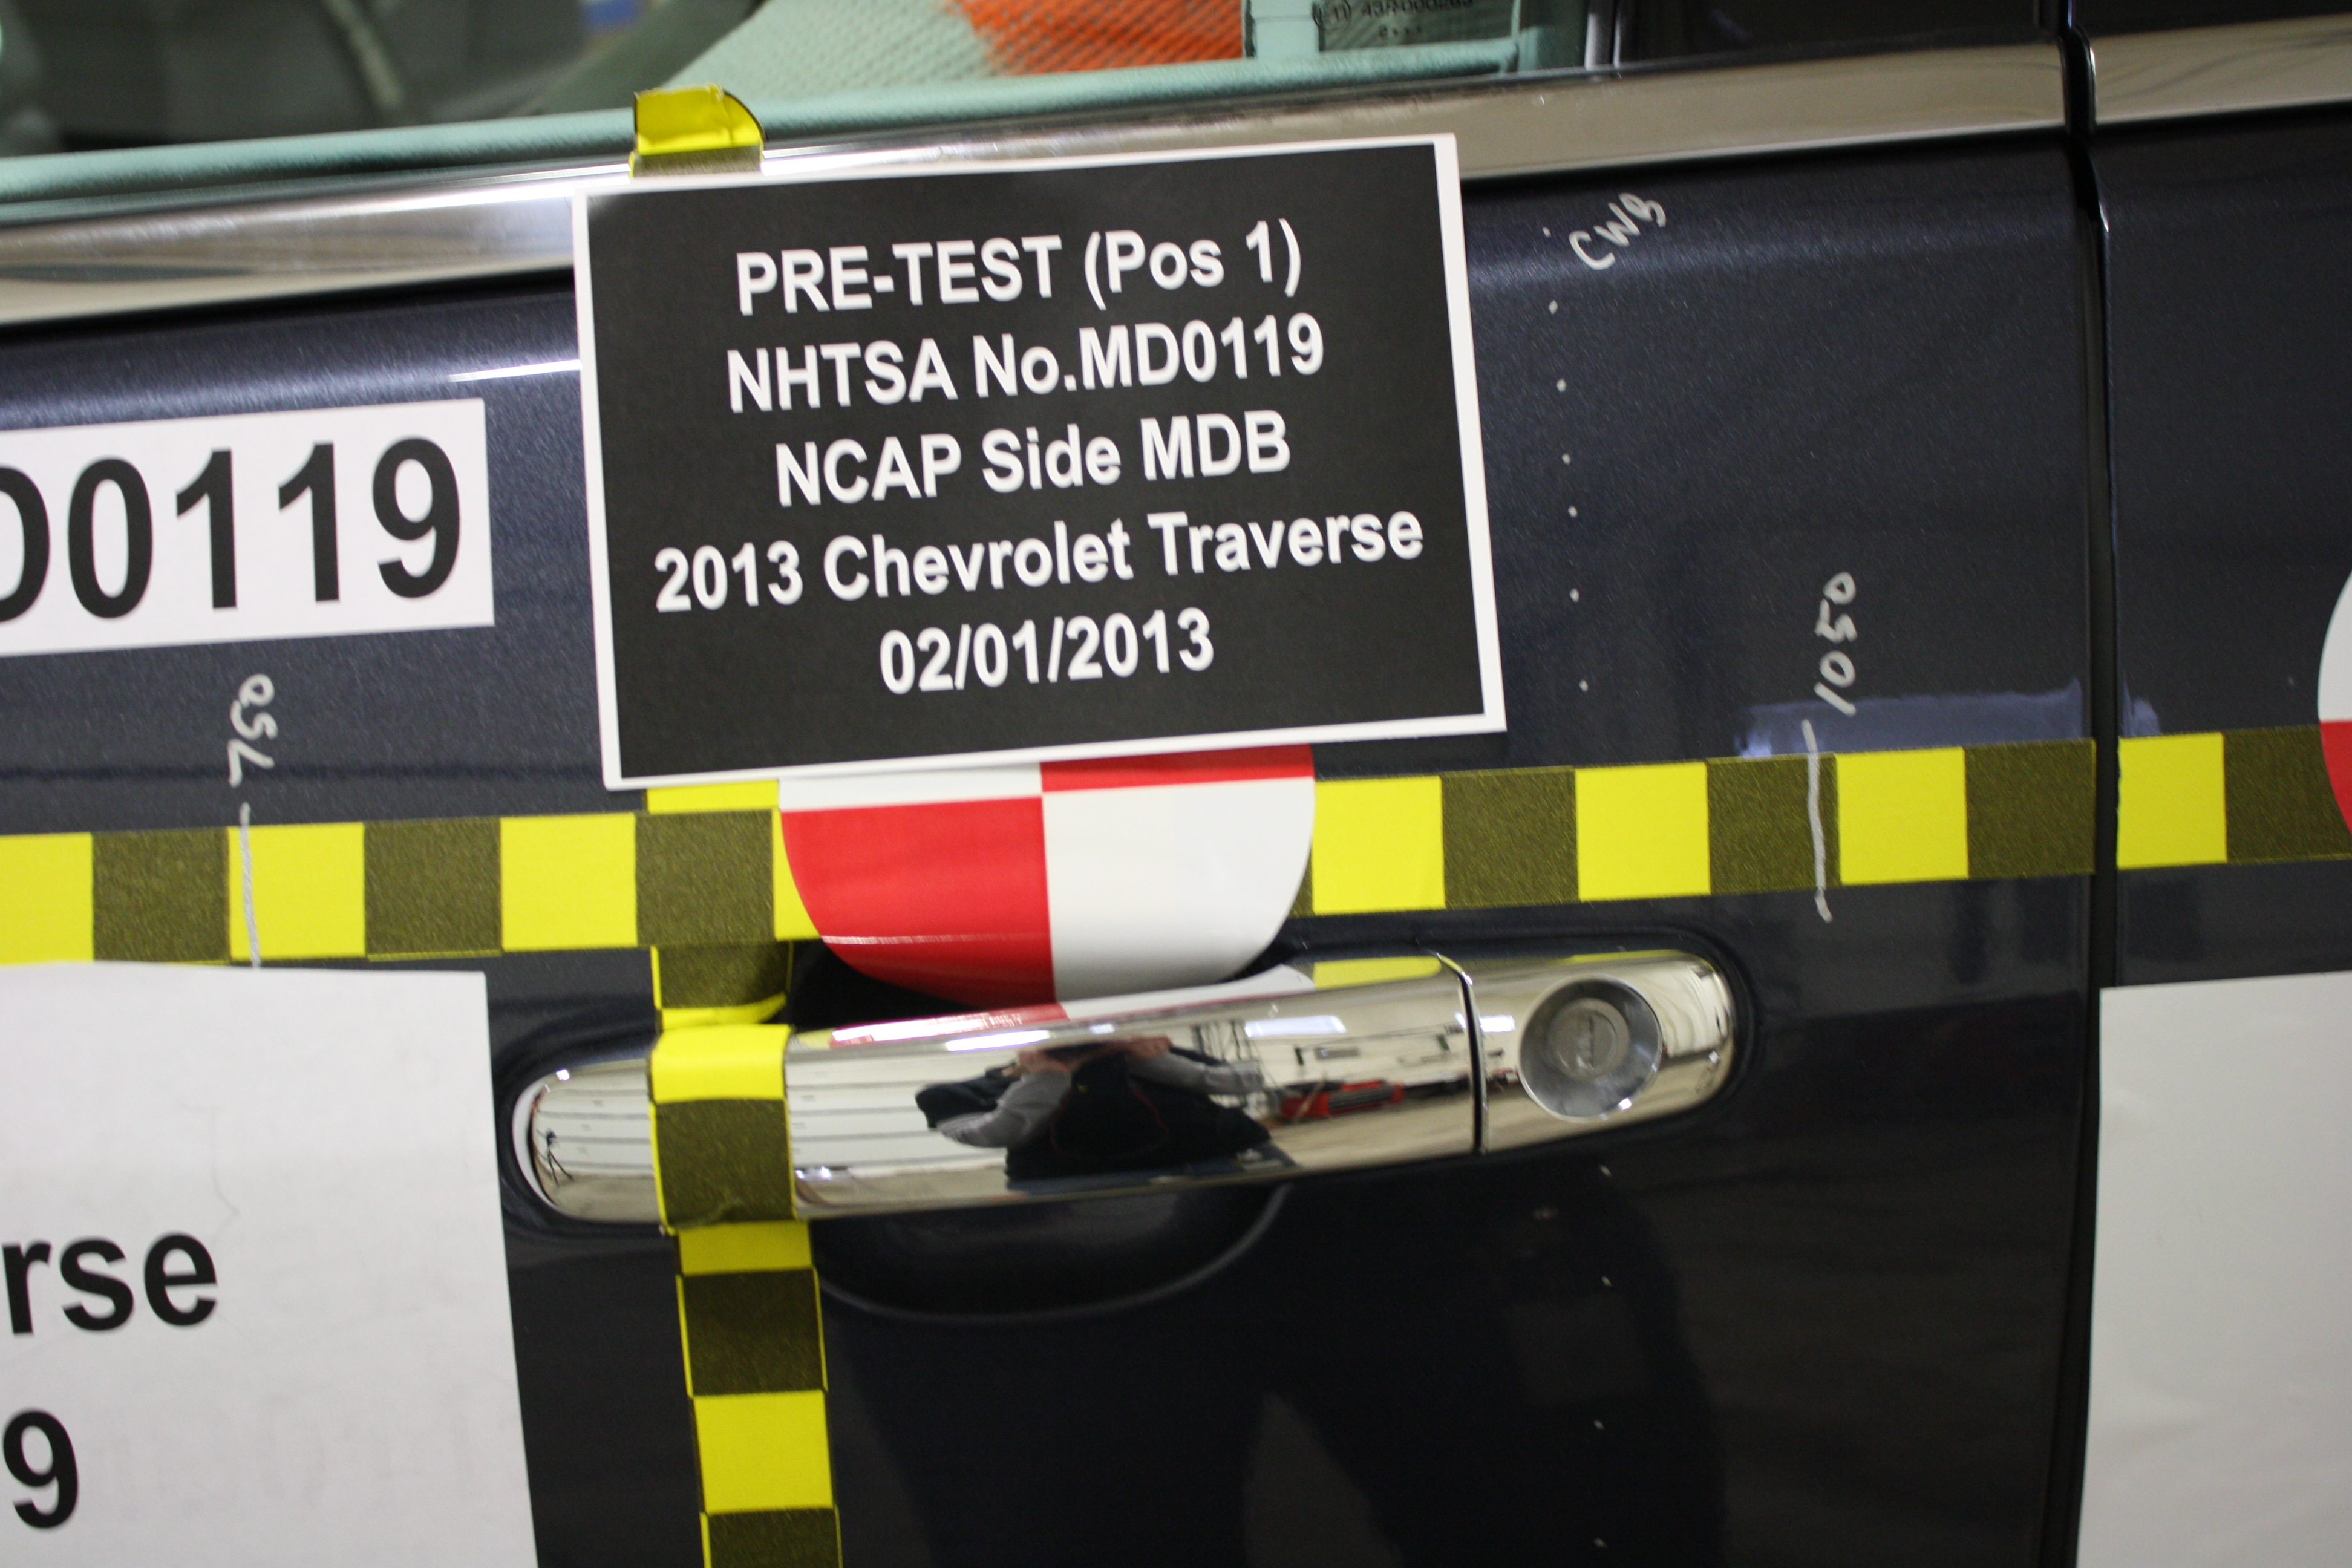 PRE-TEST (Pos 1)
NHTSA No.MD0119
NCAP Side MDB
2013 Chevrolet Traverse
02/01/2013
CWB
D0119
750
1050
rse
9